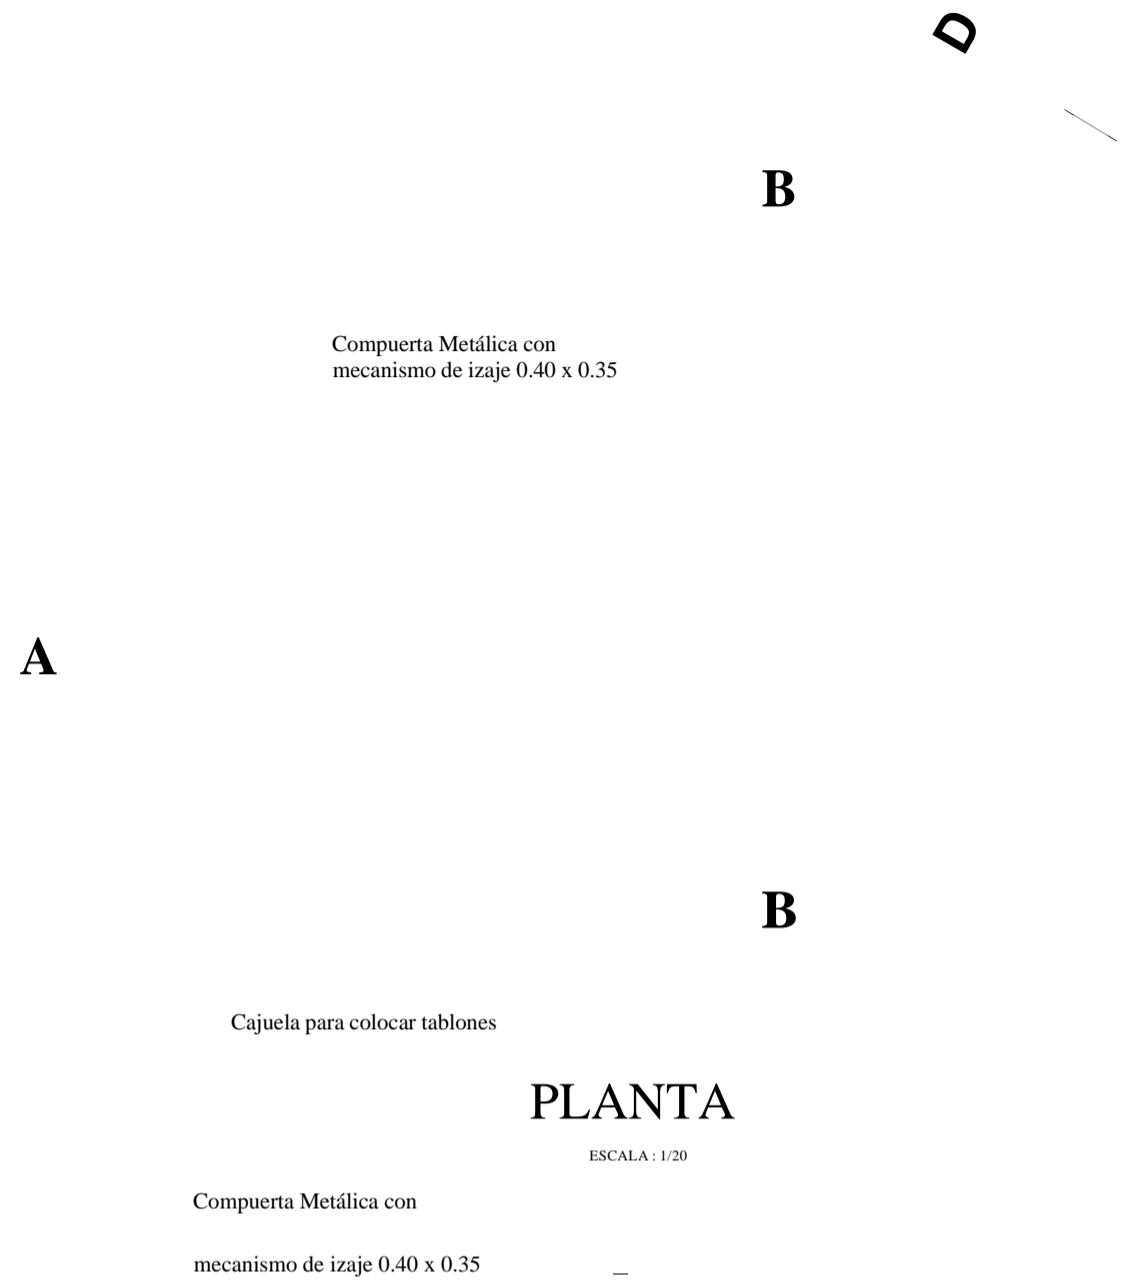 D
B
Compuerta Metálica con
mecanismo de izaje 0.40 x 0.35
A
B
Cajuela para colocar tablones
PLANTA
ESCALA : 1/20
Compuerta Metálica con
mecanismo de izaje 0.40 x 0.35